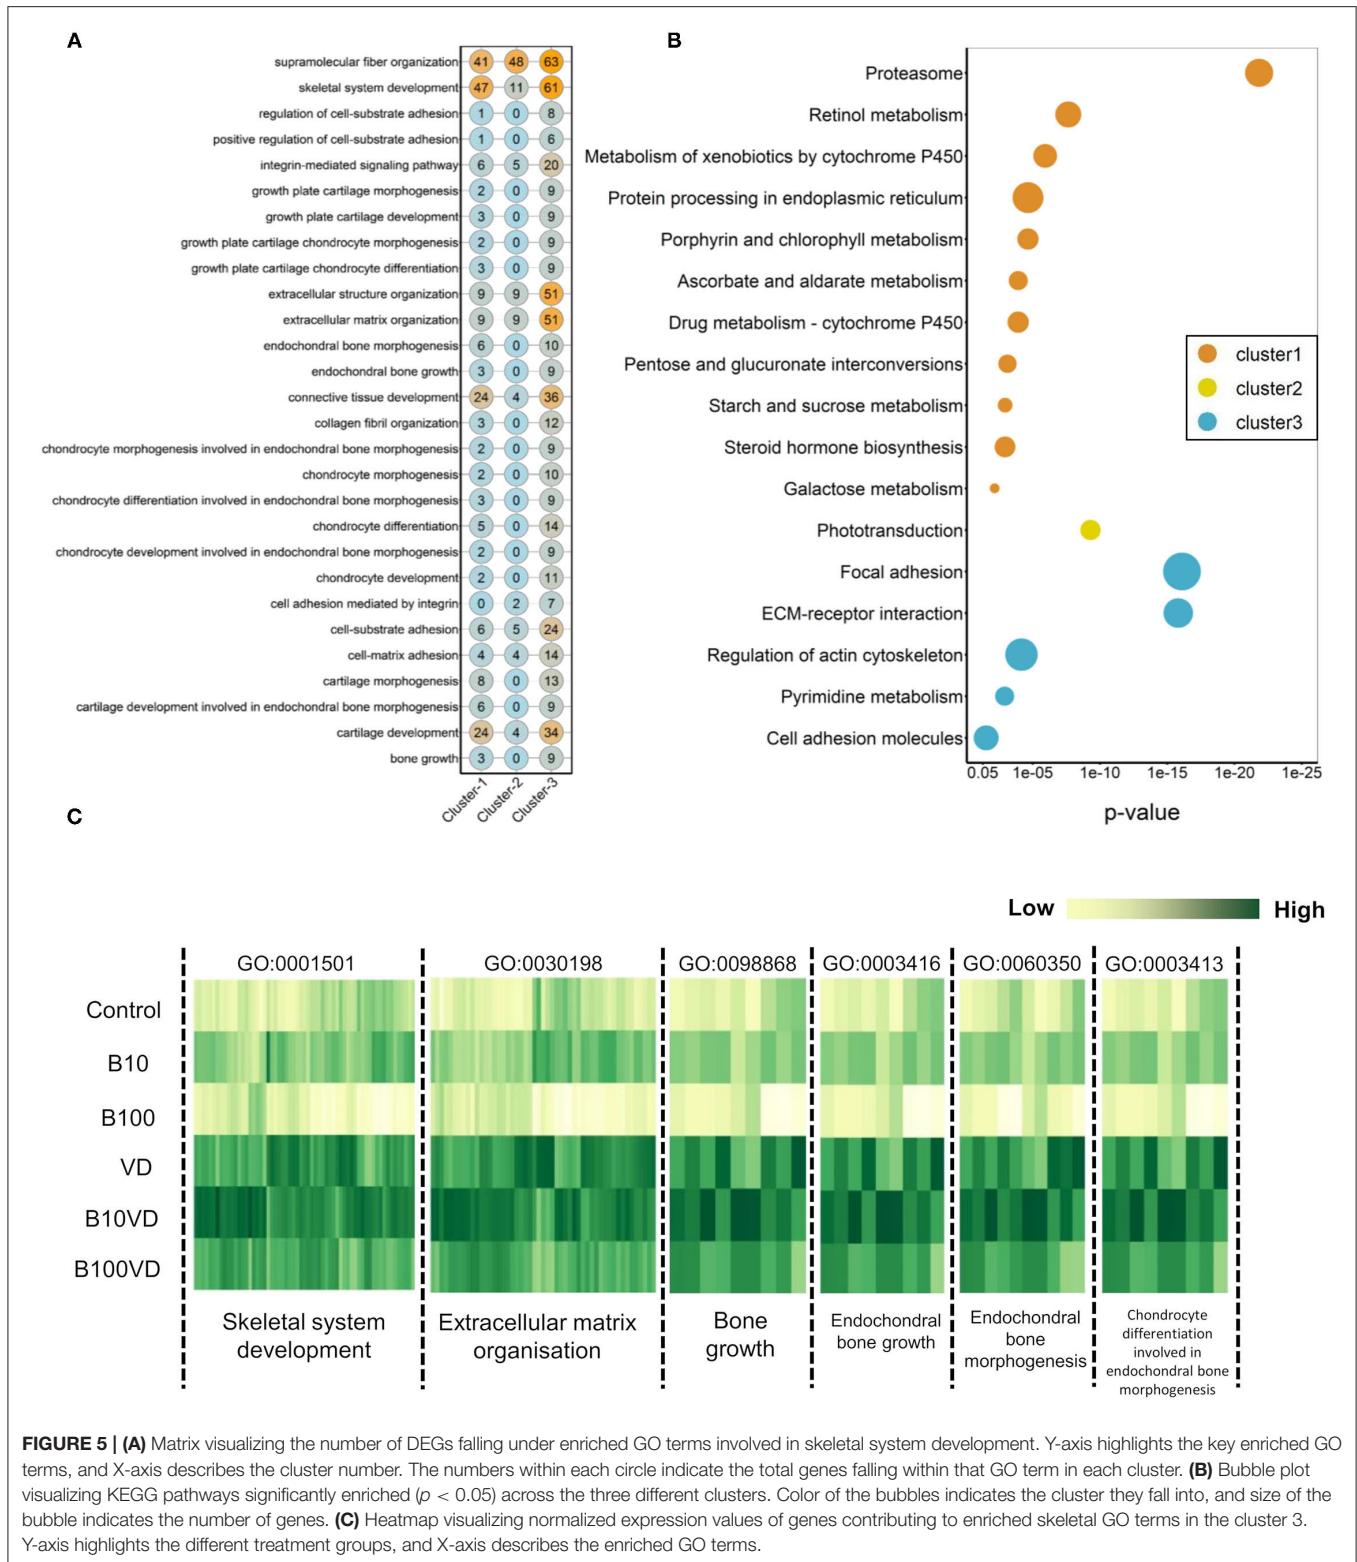 A
supramolecular fiber organization 41 48 63
skeletal system development 47 11 61
regulation of cell-substrate adhesion 1 0 8
positive regulation of cell-substrate adhesion 1 0 6
integrin-mediated signaling pathway 6 5 20
growth plate cartilage morphogenesis 2 0 9
growth plate cartilage development 3 0 9
growth plate cartilage chondrocyte morphogenesis 2 0 9
growth plate cartilage chondrocyte differentiation 3 0 9
extracellular structure organization 9 9 51
extracellular matrix organization 9 9 51
endochondral bone morphogenesis 6 0 10
endochondral bone growth 3 0 9
connective tissue development 24 4 36
collagen fibril organization 3 0 12
chondrocyte morphogenesis involved in endochondral bone morphogenesis 2 0 9
chondrocyte morphogenesis 2 0 10
chondrocyte differentiation involved in endochondral bone morphogenesis 3 0 9
chondrocyte differentiation 5 0 14
chondrocyte development involved in endochondral bone morphogenesis 2 0 9
chondrocyte development 2 0 11
cell adhesion mediated by integrin 0 2 7
cell-substrate adhesion 6 5 24
cell-matrix adhesion 4 4 14
cartilage morphogenesis 8 0 13
cartilage development involved in endochondral bone morphogenesis 6 0 9
cartilage development 24 4 34
bone growth 3 0 9
Cluster-1 Cluster-2 Cluster-3
B
Proteasome
Retinol metabolism
Metabolism of xenobiotics by cytochrome P450
Protein processing in endoplasmic reticulum
Porphyrin and chlorophyll metabolism
Ascorbate and aldarate metabolism
Drug metabolism - cytochrome P450
Pentose and glucuronate interconversions
Starch and sucrose metabolism
Steroid hormone biosynthesis
Galactose metabolism
Phototransduction
Focal adhesion
ECM-receptor interaction
Regulation of actin cytoskeleton
Pyrimidine metabolism
Cell adhesion molecules
cluster1
cluster2
cluster3
0.05 1e-05 1e-10 1e-15 1e-20 1e-25
p-value
C
Low High
GO:0001501 GO:0030198 GO:0098868 GO:0003416 GO:0060350 GO:0003413
Control
B10
B100
VD
B10VD
B100VD
Skeletal system
development
Extracellular matrix
organisation
Bone
growth
Endochondral
bone growth
Endochondral
bone
morphogenesis
Chondrocyte
differentiation
involved in
endochondral bone
morphogenesis
FIGURE 5 | (A) Matrix visualizing the number of DEGs falling under enriched GO terms involved in skeletal system development. Y-axis highlights the key enriched GO
terms, and X-axis describes the cluster number. The numbers within each circle indicate the total genes falling within that GO term in each cluster. (B) Bubble plot
visualizing KEGG pathways significantly enriched (p < 0.05) across the three different clusters. Color of the bubbles indicates the cluster they fall into, and size of the
bubble indicates the number of genes. (C) Heatmap visualizing normalized expression values of genes contributing to enriched skeletal GO terms in the cluster 3.
Y-axis highlights the different treatment groups, and X-axis describes the enriched GO terms.